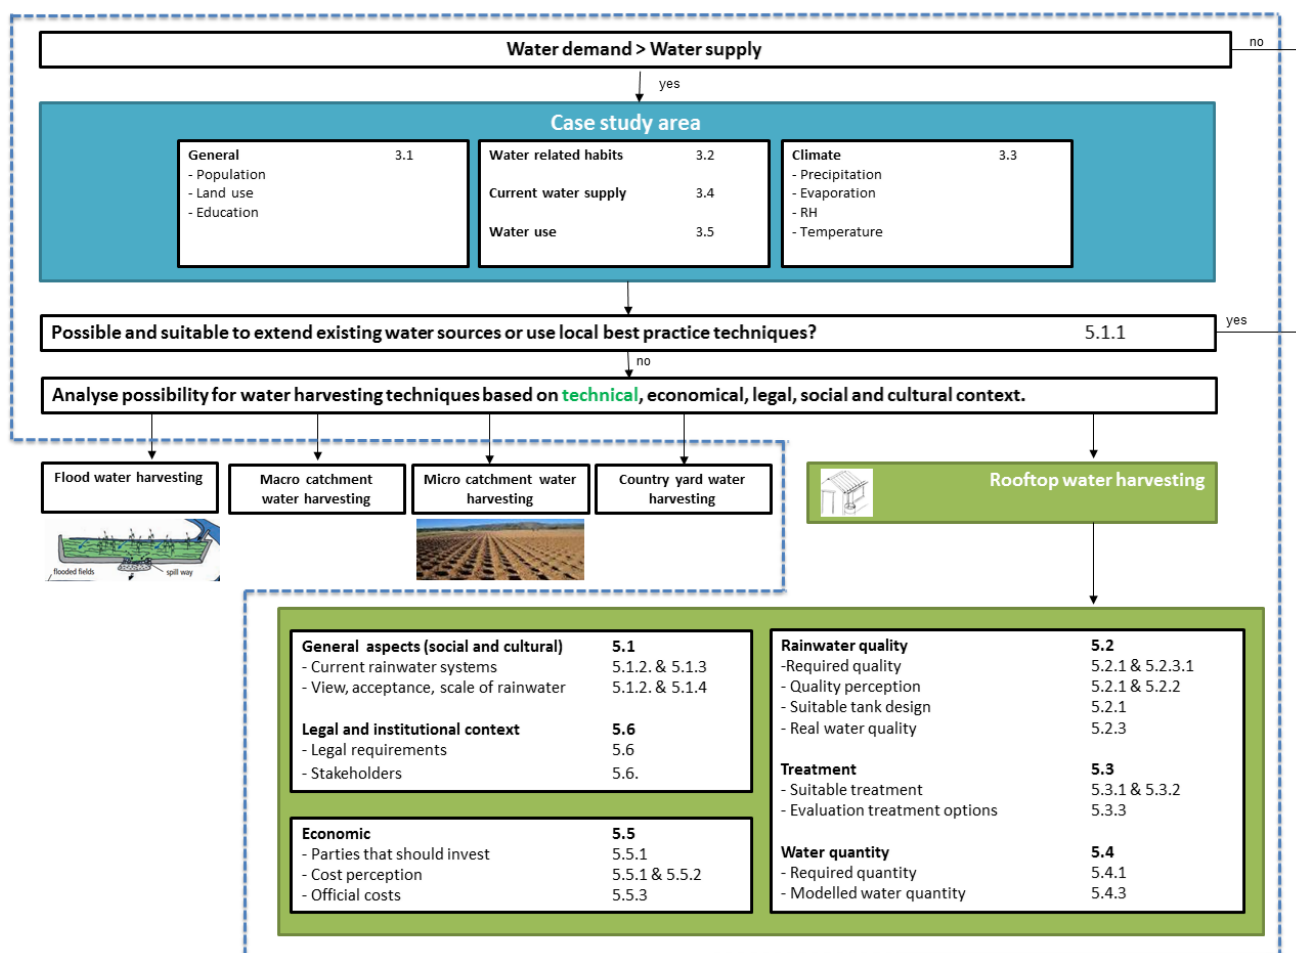 Water demand > Water supply
no
yes
Case study area
General 3.1
- Population
- Land use
- Education
Water related habits 3.2
Current water supply 3.4
Water use 3.5
Climate 3.3
- Precipitation
- Evaporation
- RH
- Temperature
Possible and suitable to extend existing water sources or use local best practice techniques? 5.1.1
yes
no
Analyse possibility for water harvesting techniques based on technical, economical, legal, social and cultural context.
Flood water harvesting
Macro catchment
water harvesting
Micro catchment water
harvesting
Country yard water
harvesting
Rooftop water harvesting
flooded fields
spill way
General aspects (social and cultural) 5.1
- Current rainwater systems 5.1.2. & 5.1.3
- View, acceptance, scale of rainwater 5.1.2. & 5.1.4
Legal and institutional context 5.6
- Legal requirements 5.6
- Stakeholders 5.6.
Economic 5.5
- Parties that should invest 5.5.1
- Cost perception 5.5.1 & 5.5.2
- Official costs 5.5.3
Rainwater quality 5.2
-Required quality 5.2.1 & 5.2.3.1
- Quality perception 5.2.1 & 5.2.2
- Suitable tank design 5.2.1
- Real water quality 5.2.3
Treatment 5.3
- Suitable treatment 5.3.1 & 5.3.2
- Evaluation treatment options 5.3.3
Water quantity 5.4
- Required quantity 5.4.1
- Modelled water quantity 5.4.3